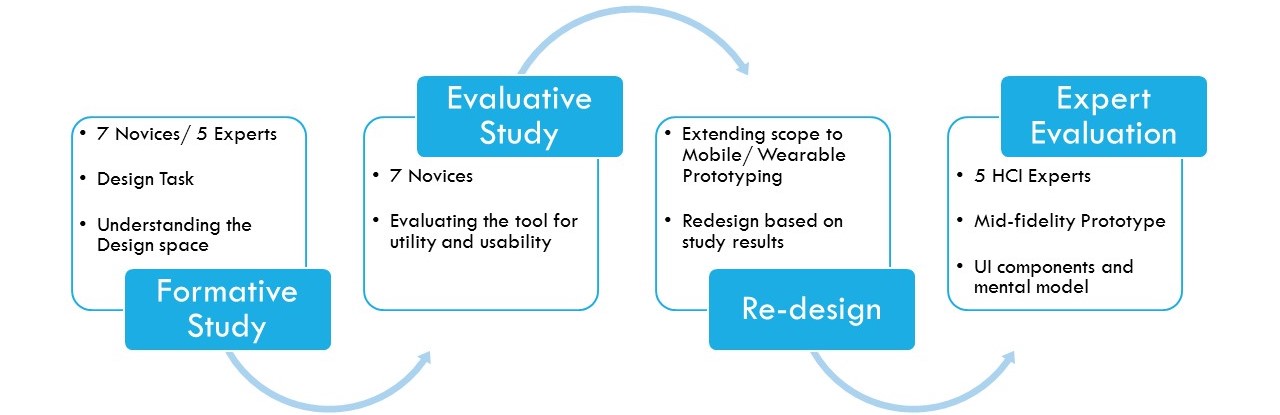 • 7 Novices/ 5 Experts
• Design Task
• Understanding the
Design space
Formative
Study
Evaluative
Study
• 7 Novices
• Evaluating the tool for
utility and usability
• Extending scope to
Mobile/ Wearable
Prototyping
• Redesign based on
study results
Re-design
Expert
Evaluation
• 5 HCI Experts
• Mid-fidelity Prototype
• UI components and
mental model